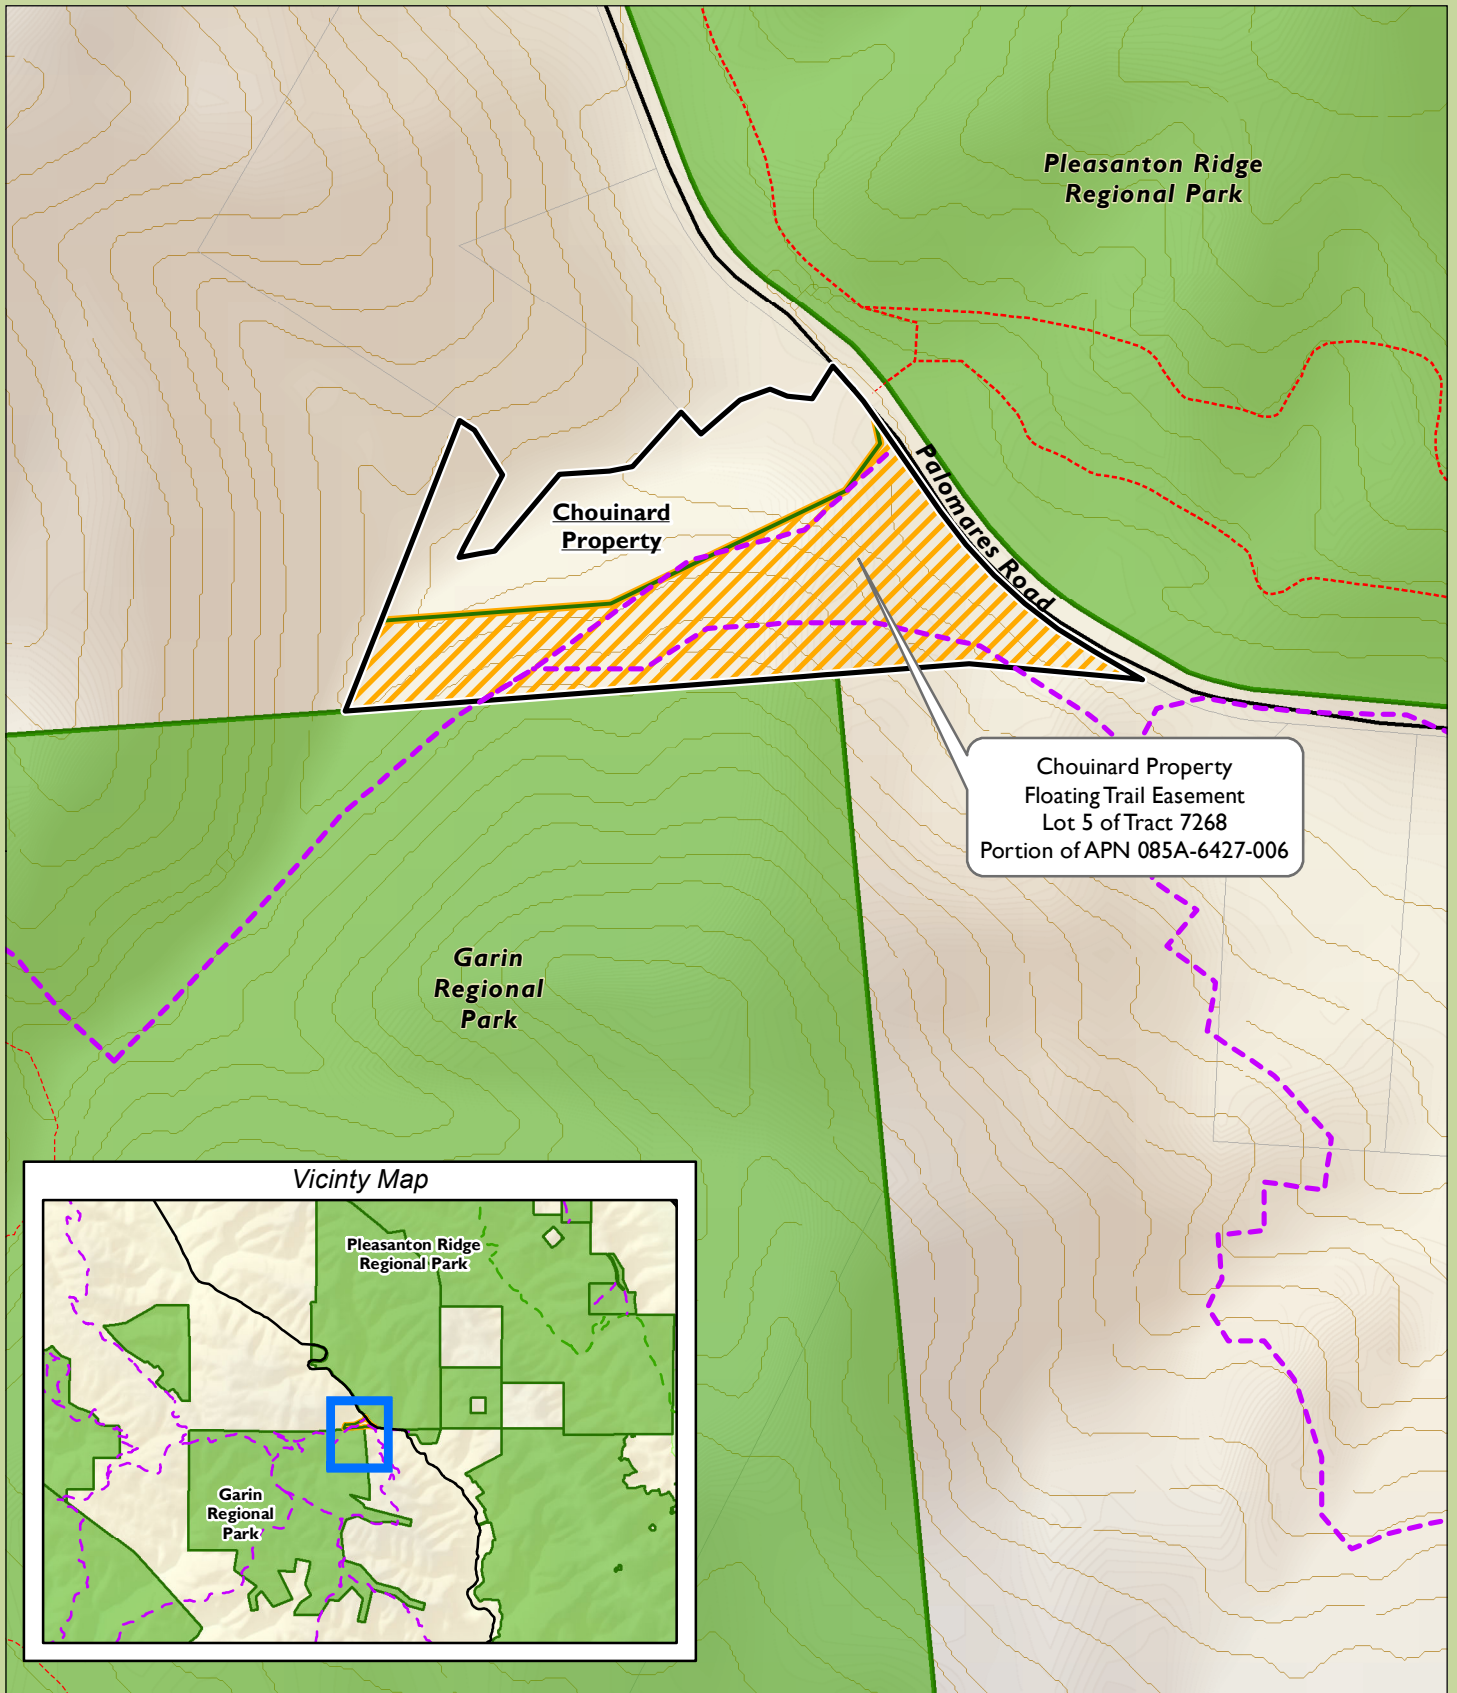 Pleasanton Ridge
Regional Park
Chouinard
Property
Palomares Road
Chouinard Property
Floating Trail Easement
Lot 5 of Tract 7268
Portion of APN 085A-6427-006
Garin
Regional
Park
Vicinty Map
Pleasanton Ridge
Regional Park
Garin
Regional
Park